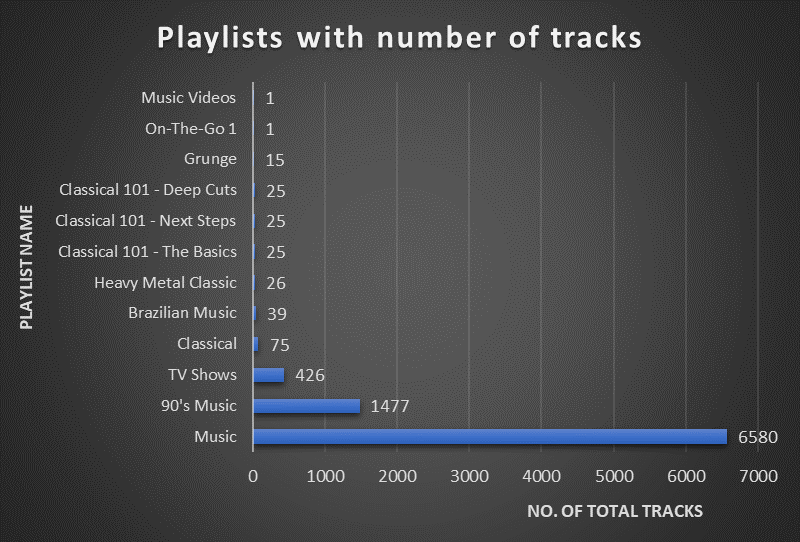 Playlists with number of tracks
PLAYLIST NAME
Music Videos 1
On-The-Go 1 1
Grunge 15
Classical 101 - Deep Cuts 25
Classical 101 - Next Steps 25
Classical 101 - The Basics 25
Heavy Metal Classic 26
Brazilian Music 39
Classical 75
TV Shows 426
90's Music 1477
Music 6580
0 1000 2000 3000 4000 5000 6000 7000
NO. OF TOTAL TRACKS